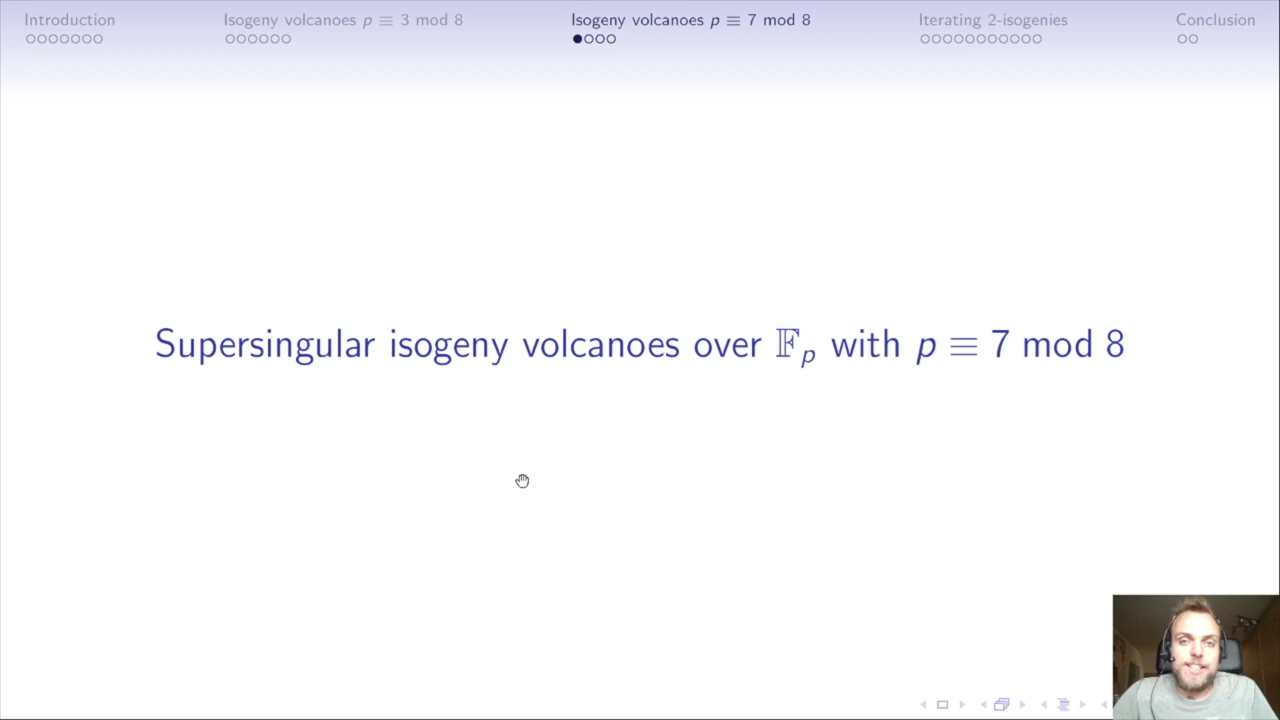 Introduction
Isogeny volcanoes p ≡ 3 mod 8
Isogeny volcanoes p ≡ 7 mod 8
Iterating 2-isogenies
Conclusion
Supersingular isogeny volcanoes over 𝔽ₚ with p ≡ 7 mod 8